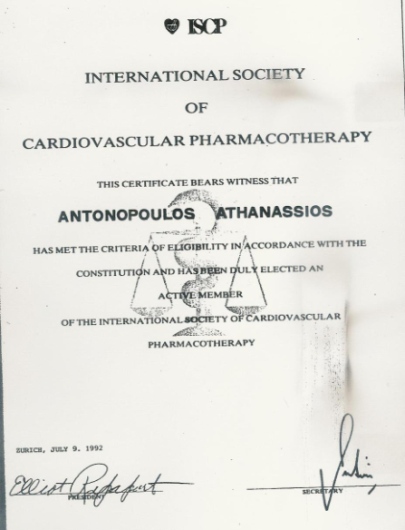 ISCP
INTERNATIONAL SOCIETY
OF
CARDIOVASCULAR PHARMACOTHERAPY
THIS CERTIFICATE BEARS WITNESS THAT
ANTONOPOULOS ATHANASSIOS
HAS MET THE CRITERIA OF ELIGIBILITY IN ACCORDANCE WITH THE
CONSTITUTION AND HAS BEEN DULY ELECTED AN
ACTIVE MEMBER
OF THE INTERNATIONAL SOCIETY OF CARDIOVASCULAR
PHARMACOTHERAPY
ZURICH, JULY 9. 1992
Elliot Rapaport
PRESIDENT
SECRETARY